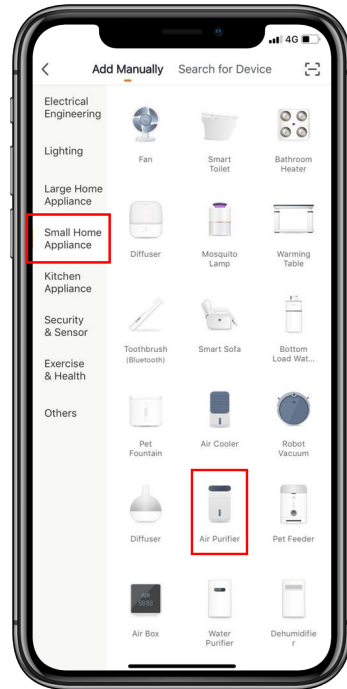 4G
Add Manually Search for Device
Electrical
Engineering
Lighting
Large Home
Appliance
Small Home
Appliance
Kitchen
Appliance
Security
& Sensor
Exercise
& Health
Others
Fan
Smart
Toilet
Bathroom
Heater
Diffuser
Mosquito
Lamp
Warming
Table
Toothbrush
(Bluetooth)
Smart Sofa
Bottom
Load Wat...
Pet
Fountain
Air Cooler
Robot
Vacuum
Diffuser
Air Purifier
Pet Feeder
Air Box
Water
Purifier
Dehumidifie
r